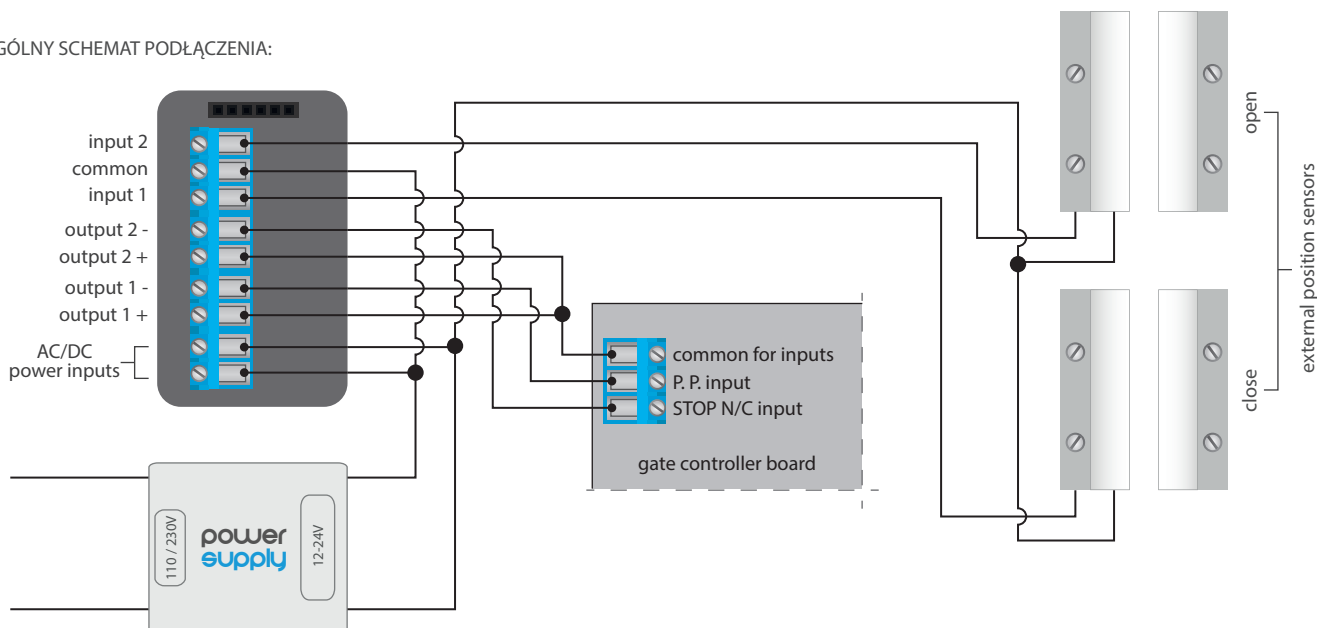 GÓLNY SCHEMAT PODŁĄCZENIA:
input 2
common
input 1
output 2 -
output 2 +
output 1 -
output 1 +
AC/DC
power inputs
common for inputs
P. P. input
STOP N/C input
gate controller board
110 / 230V
power
supply
12-24V
open
close
external position sensors